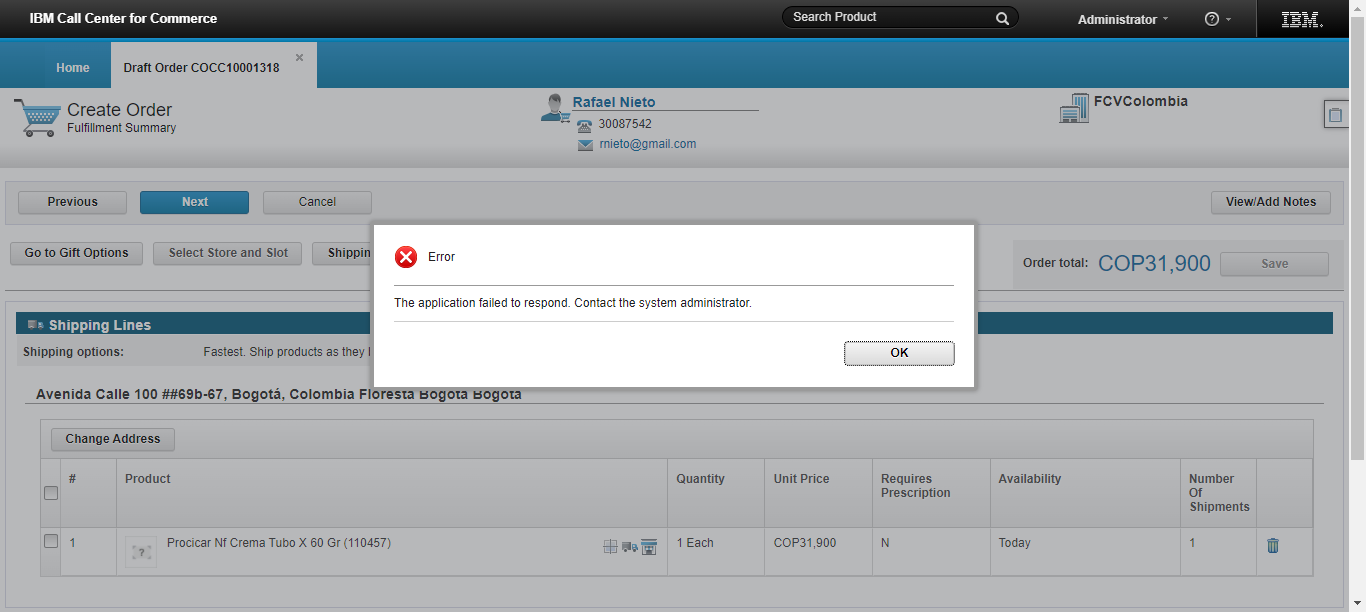 IBM Call Center for Commerce
Search Product
Administrator
IBM.
Home
Draft Order COCC10001318
Create Order
Fulfillment Summary
Rafael Nieto
30087542
rnieto@gmail.com
FCVColombia
Previous
Next
Cancel
View/Add Notes
Go to Gift Options
Select Store and Slot
Shippin
Order total: COP31,900
Save
Error
The application failed to respond. Contact the system administrator.
OK
Shipping Lines
Shipping options: Fastest. Ship products as they
Avenida Calle 100 ##69b-67, Bogotá, Colombia Floresta Bogota Bogota
Change Address
# Product Quantity Unit Price Requires Prescription Availability Number Of Shipments
1 Procicar Nf Crema Tubo X 60 Gr (110457) 1 Each COP31,900 N Today 1